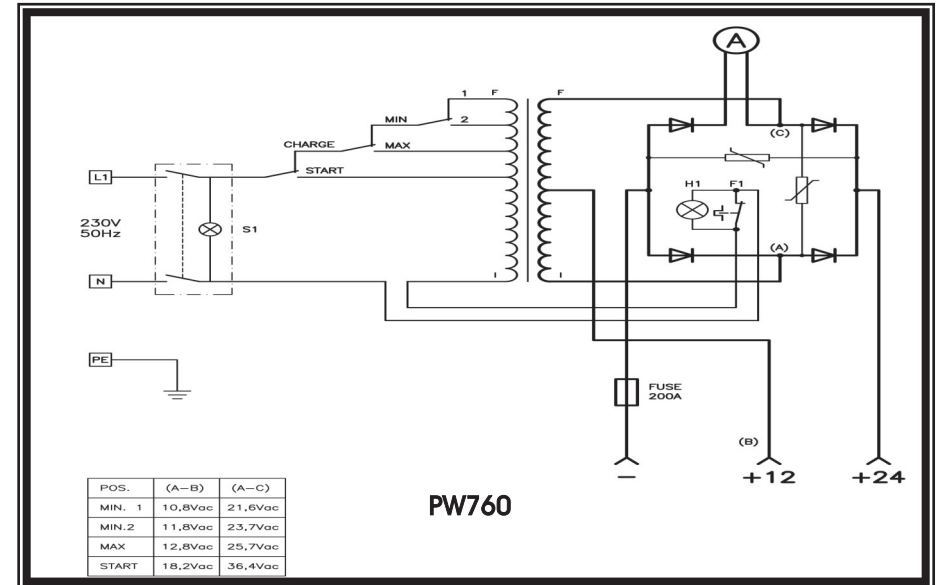 A
1 F F
MIN 2
(C)
CHARGE MAX
START
L1
H1 F1
230V
50Hz
S1
(A)
N I I
PE
FUSE
200A
(B)
– +12 +24
POS. (A–B) (A–C)
MIN. 1 10,8Vac 21,6Vac
MIN.2 11,8Vac 23,7Vac
MAX 12,8Vac 25,7Vac
START 18,2Vac 36,4Vac
PW760